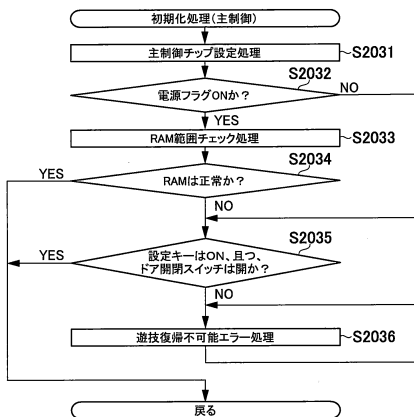 初期化処理(主制御)
主制御チップ設定処理
S2031
S2032
電源フラグONか?
NO
YES
RAM範囲チェック処理
S2033
S2034
RAMは正常か?
YES
NO
S2035
設定キーはON、且つ、
ドア開閉スイッチは開か?
YES
NO
遊技復帰不可能エラー処理
S2036
戻る